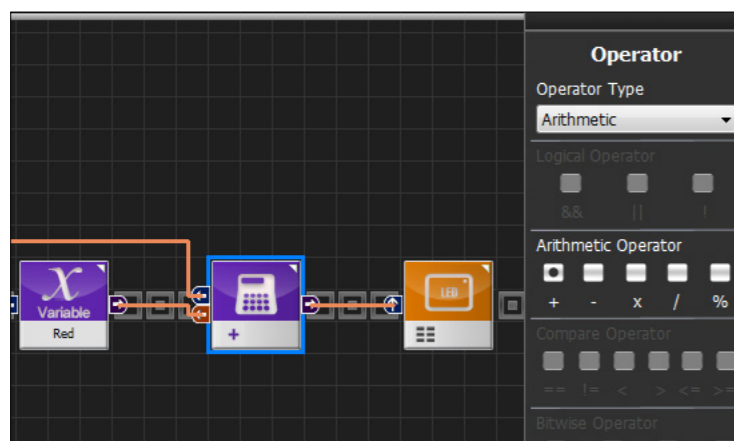 Operator
Operator Type
Arithmetic
Logical Operator
&& || !
Arithmetic Operator
+ - x / %
Compare Operator
== != < > <= >=
Bitwise Operator
X
Variable
Red
+
LED